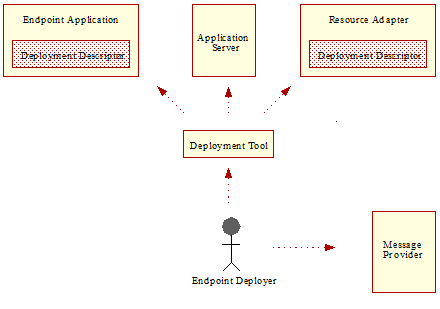 Endpoint Application
Deployment Descriptor
Application
Server
Resource Adapter
Deployment Descriptor
Deployment Tool
Endpoint Deployer
Message
Provider